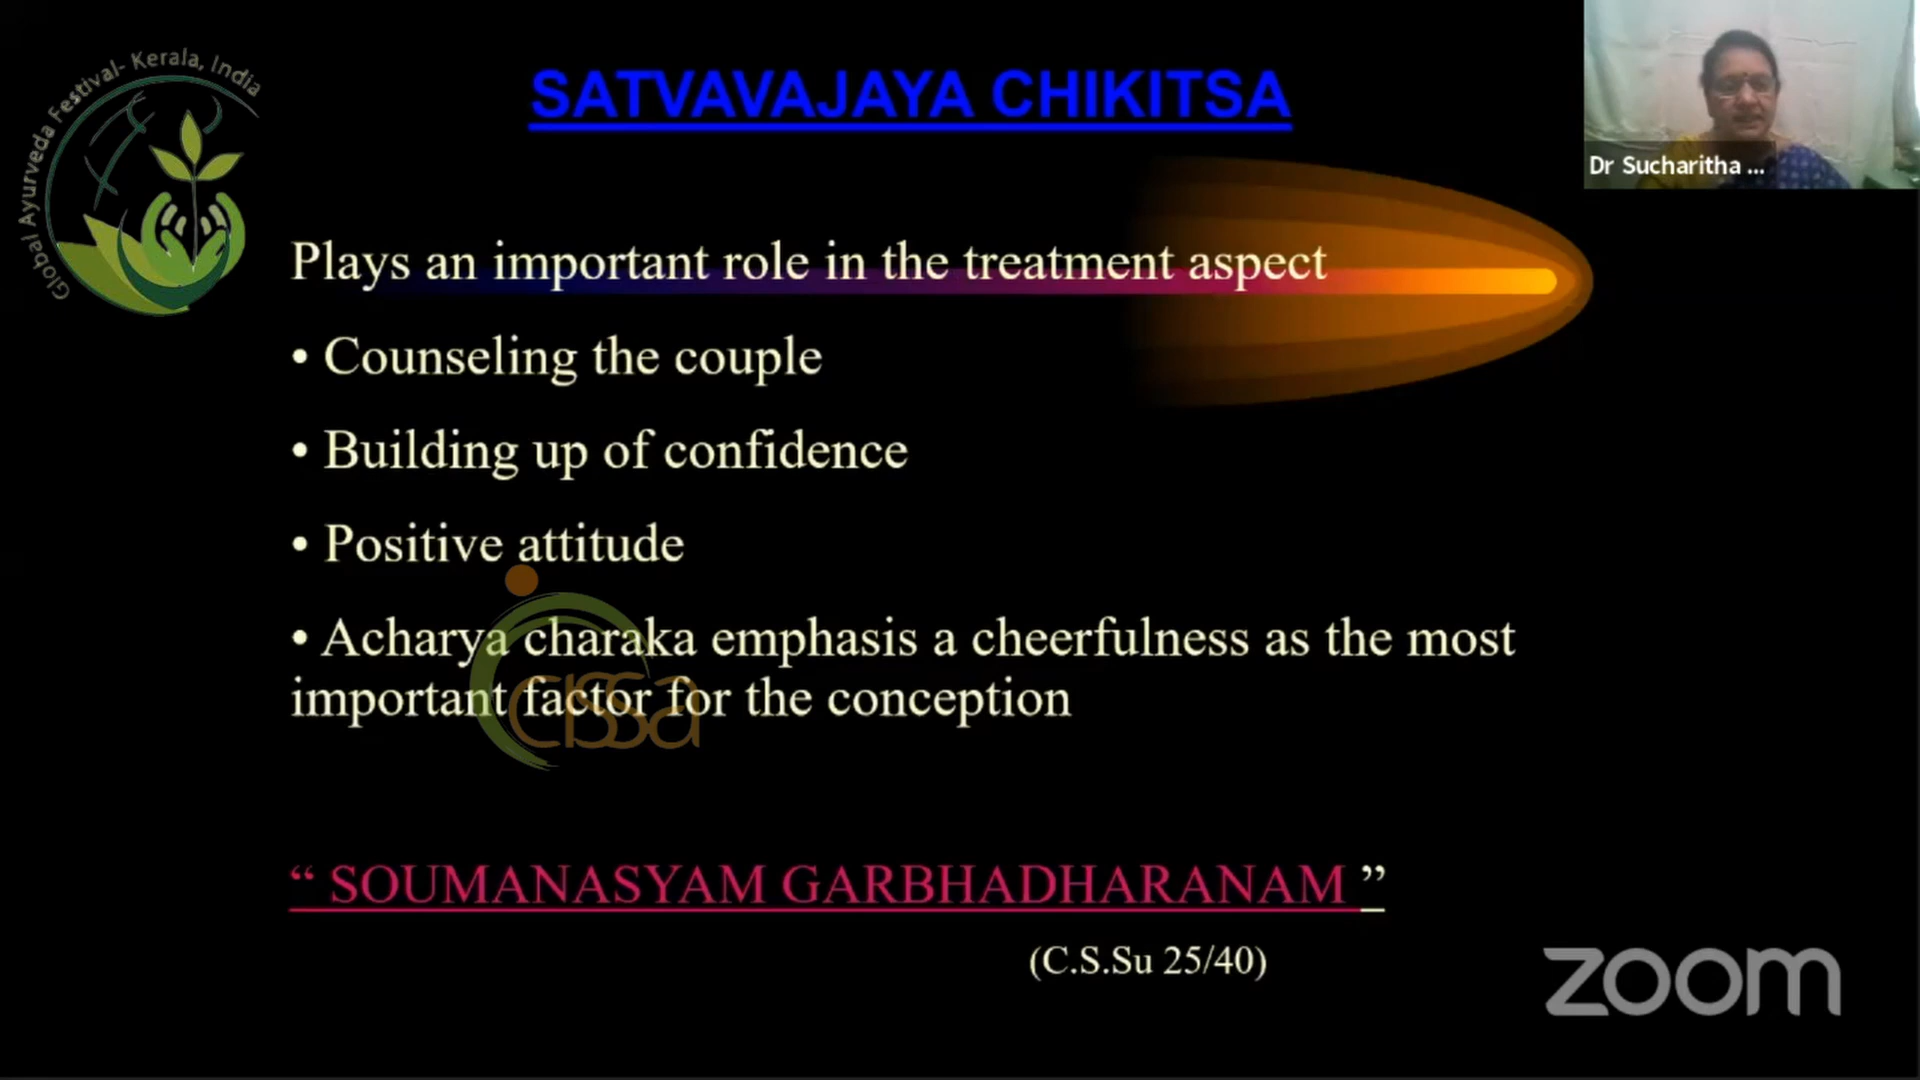 Global Ayurveda Festival- Kerala, India
SATVAVAJAYA CHIKITSA
Dr Sucharitha ...
Plays an important role in the treatment aspect
• Counseling the couple
• Building up of confidence
• Positive attitude
• Acharya charaka emphasis a cheerfulness as the most
important factor for the conception
cissa
“ SOUMANASYAM GARBHADHARANAM ”
(C.S.Su 25/40)
zoom